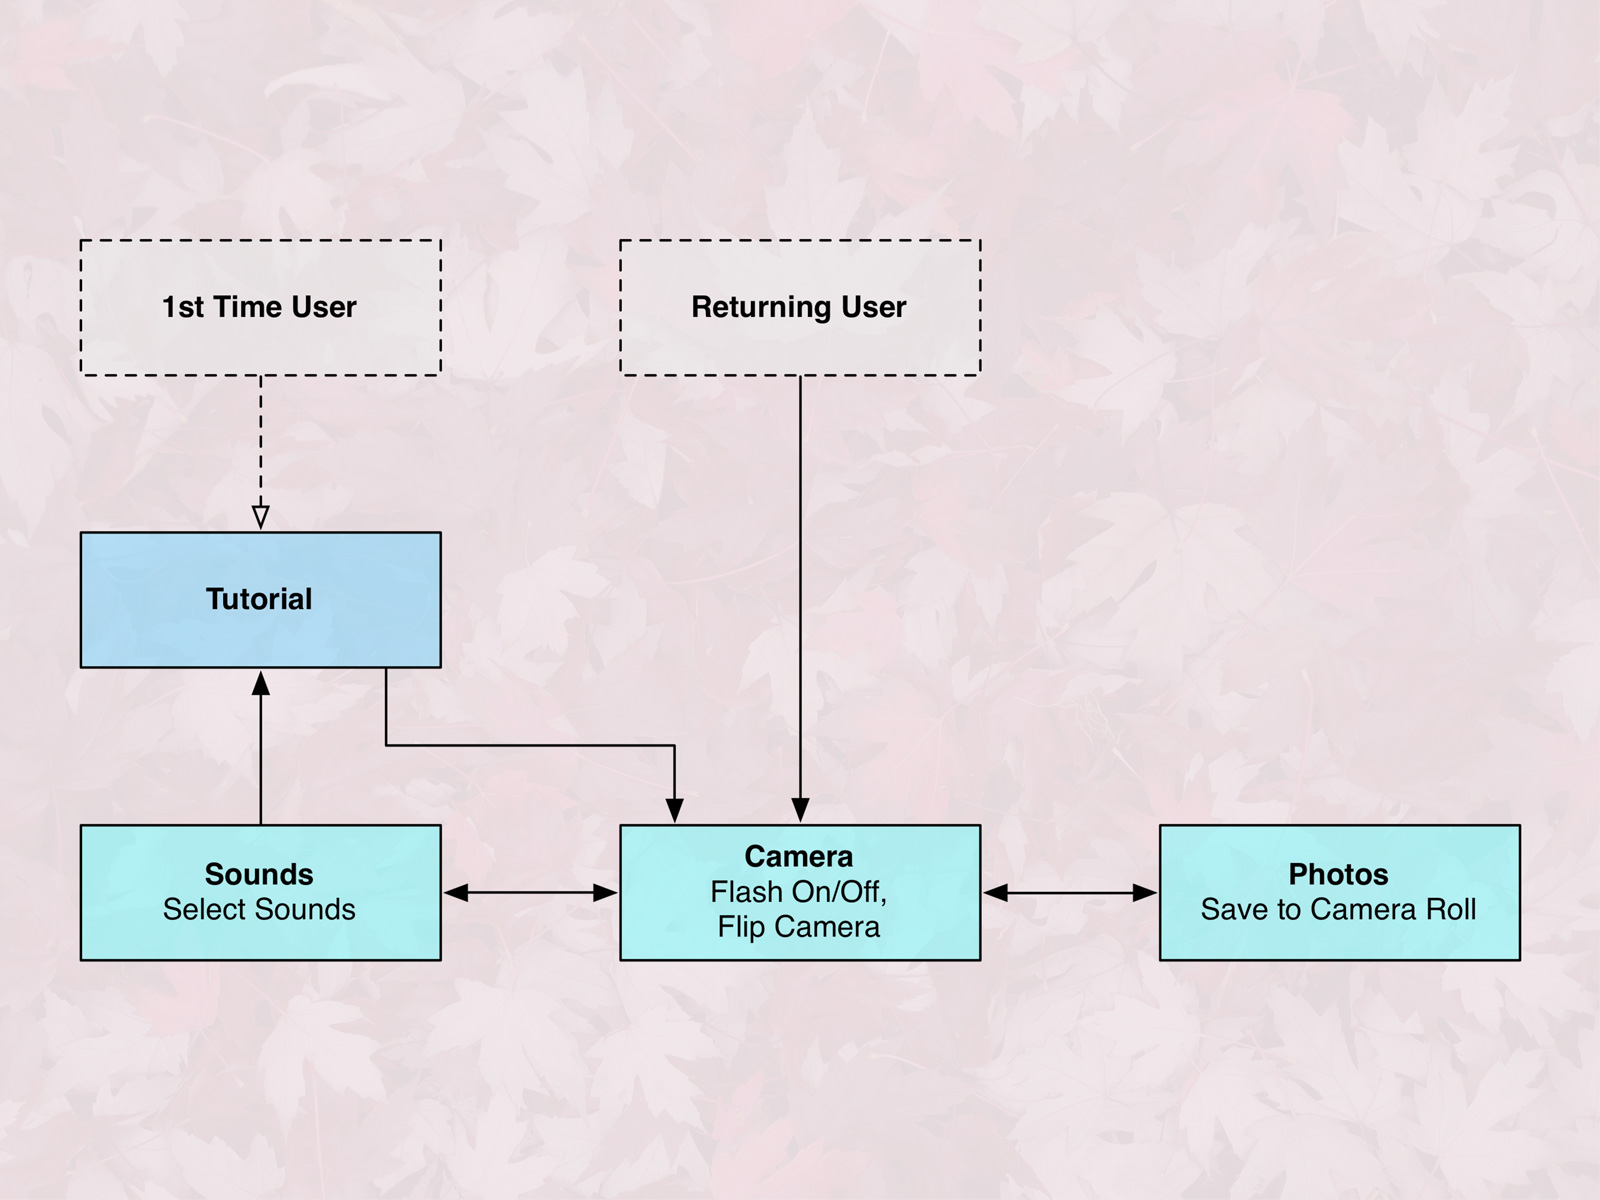 1st Time User
Returning User
Tutorial
Sounds
Select Sounds
Camera
Flash On/Off,
Flip Camera
Photos
Save to Camera Roll